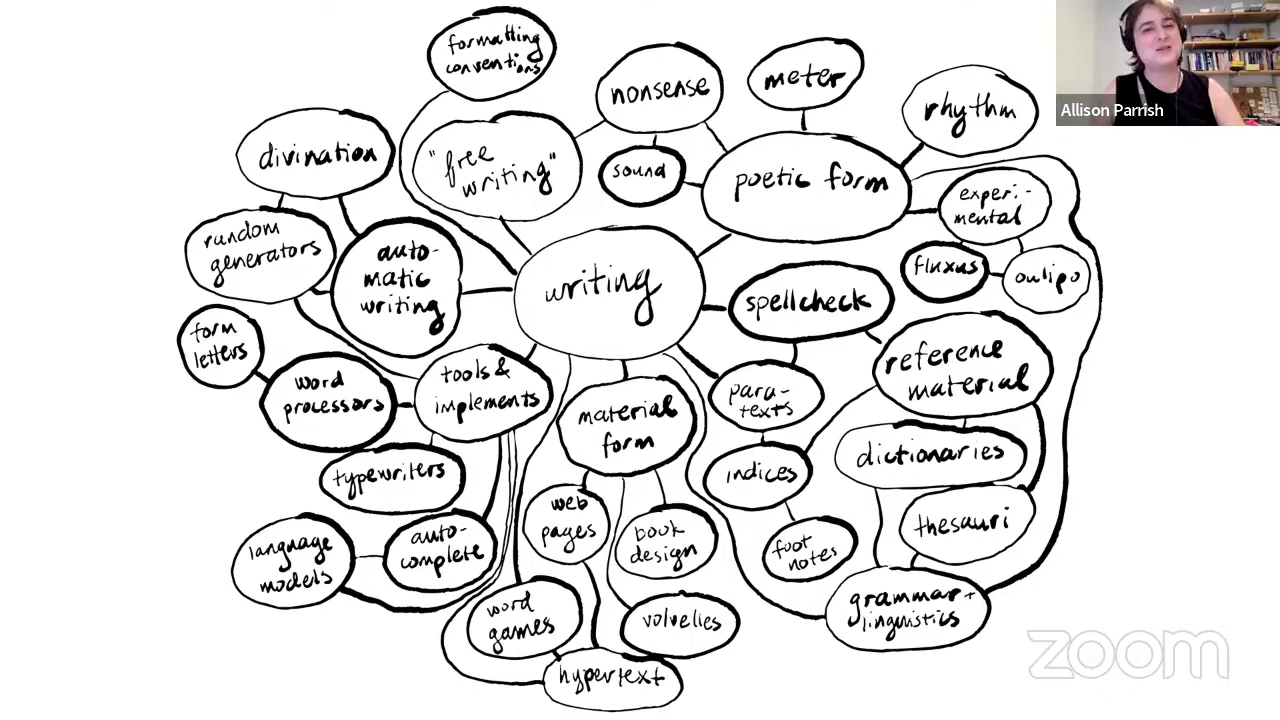 formatting
conventions
nonsense
meter
rhythm
Allison Parrish
divination
"free
writing"
sound
poetic form
experi-
mental
random
generators
auto-
matic
writing
writing
fluxus
oulipo
spellcheck
form
letters
word
processors
tools &
implements
material
form
para-
texts
reference
material
typewriters
indices
dictionaries
language
models
auto-
complete
web
pages
book
design
foot
notes
thesauri
word
games
volvelles
grammar +
linguistics
hypertext
zoom